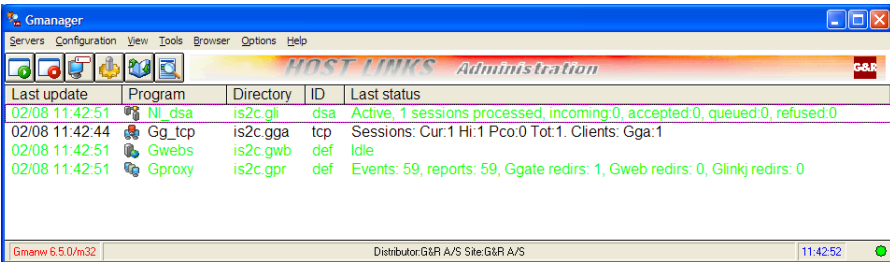 Gmanager
Servers Configuration View Tools Browser Options Help
HOST LINKS Administration G&R
Last update Program Directory ID Last status
02/08 11:42:51 Nl_dsa is2c.gli dsa Active, 1 sessions processed, incoming:0, accepted:0, queued:0, refused:0
02/08 11:42:44 Gg_tcp is2c.gga tcp Sessions: Cur:1 Hi:1 Pco:0 Tot:1. Clients: Gga:1
02/08 11:42:51 Gwebs is2c.gwb def Idle
02/08 11:42:51 Gproxy is2c.gpr def Events: 59, reports: 59, Ggate redirs: 1, Gweb redirs: 0, Glinkj redirs: 0
Gmanw 6.5.0/m32 Distributor:G&R A/S Site:G&R A/S 11:42:52